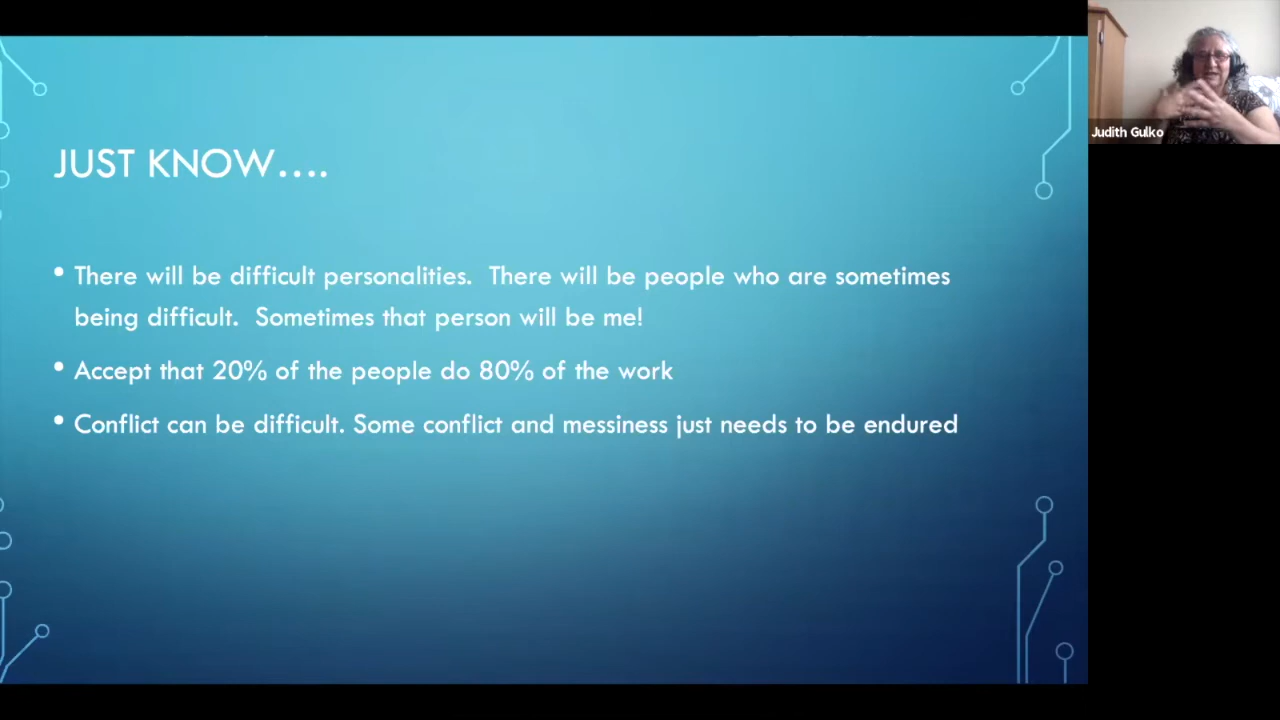 JUST KNOW....
• There will be difficult personalities.  There will be people who are sometimes
being difficult.  Sometimes that person will be me!
• Accept that 20% of the people do 80% of the work
• Conflict can be difficult. Some conflict and messiness just needs to be endured
Judith Gulko